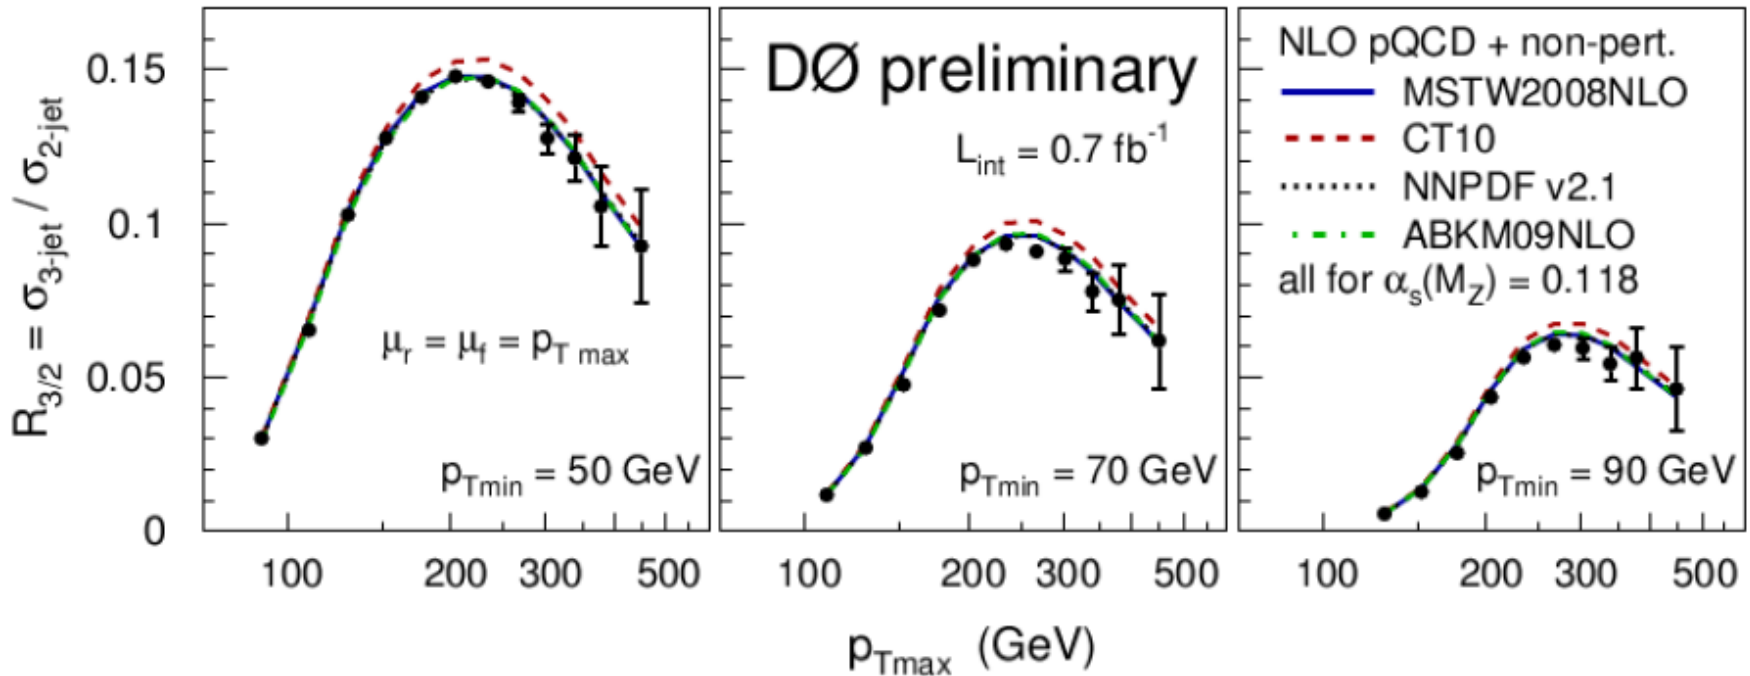 R3/2 = σ3-jet / σ2-jet
0.15
0.1
0.05
0
μr = μf = pT max
pTmin = 50 GeV
100 200 300 500
DØ preliminary
Lint = 0.7 fb-1
pTmin = 70 GeV
100 200 300 500
NLO pQCD + non-pert.
MSTW2008NLO
CT10
NNPDF v2.1
ABKM09NLO
all for αs(MZ) = 0.118
pTmin = 90 GeV
100 200 300 500
pTmax (GeV)